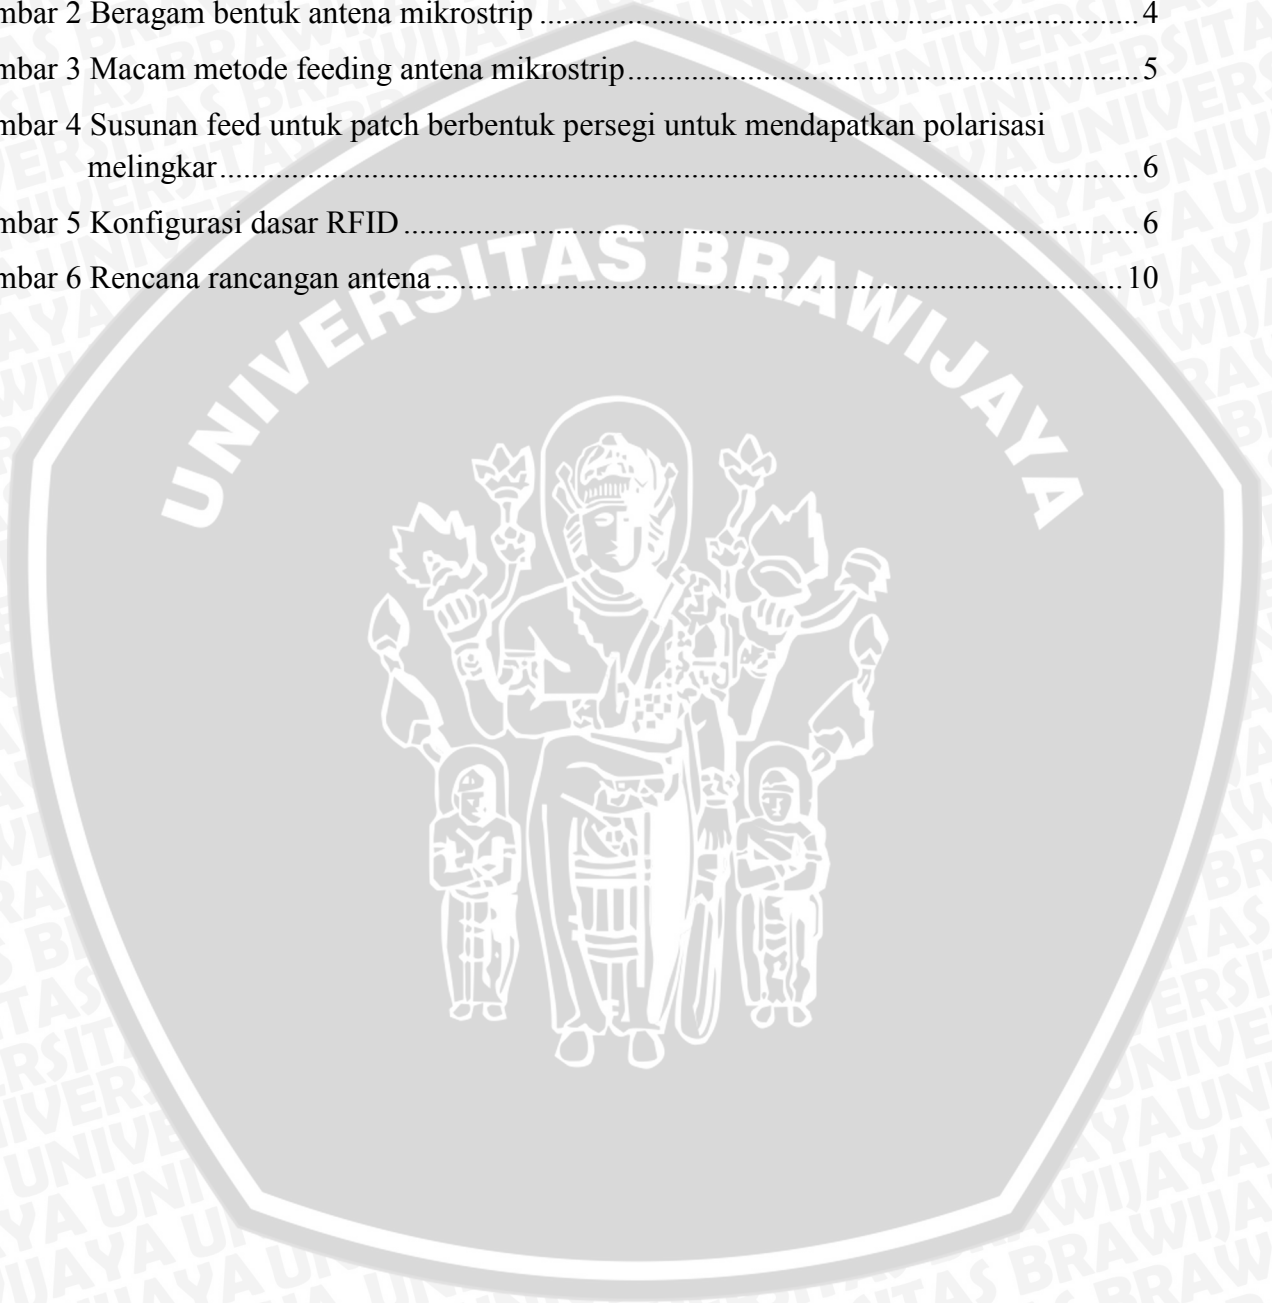 mbar 2 Beragam bentuk antena mikrostrip ........................................................................... 4
mbar 3 Macam metode feeding antena mikrostrip ................................................................ 5
mbar 4 Susunan feed untuk patch berbentuk persegi untuk mendapatkan polarisasi
melingkar ................................................................................................................... 6
mbar 5 Konfigurasi dasar RFID ............................................................................................ 6
mbar 6 Rencana rancangan antena ...................................................................................... 10
UNIVERSITAS BRAWIJAYA